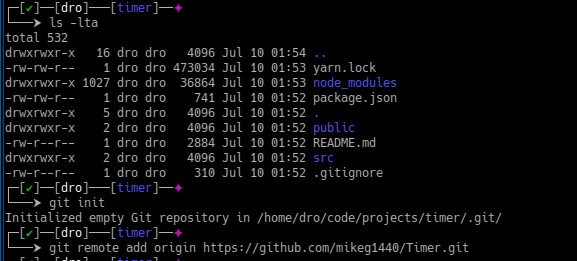 ┌─[✔]──[dro]──[timer]─✦
└──➤ ls -lta
total 532
drwxrwxr-x 16 dro dro 4096 Jul 10 01:54 ..
-rw-rw-r-- 1 dro dro 473034 Jul 10 01:53 yarn.lock
drwxrwxr-x 1027 dro dro 36864 Jul 10 01:53 node_modules
-rw-rw-r-- 1 dro dro 741 Jul 10 01:52 package.json
drwxrwxr-x 5 dro dro 4096 Jul 10 01:52 .
drwxrwxr-x 2 dro dro 4096 Jul 10 01:52 public
-rw-r--r-- 1 dro dro 2884 Jul 10 01:52 README.md
drwxrwxr-x 2 dro dro 4096 Jul 10 01:52 src
-rw-r--r-- 1 dro dro 310 Jul 10 01:52 .gitignore
┌─[✔]──[dro]──[timer]─✦
└──➤ git init
Initialized empty Git repository in /home/dro/code/projects/timer/.git/
┌─[✔]──[dro]──[timer]─✦
└──➤ git remote add origin https://github.com/mikeg1440/Timer.git